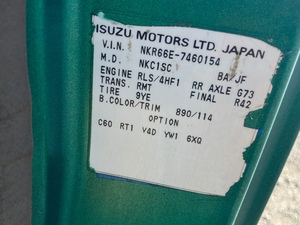 ISUZU MOTORS LTD. JAPAN
V.I.N. NKR66E-7460154
M.D. NKC1SC BA/JF
ENGINE RLS/4HF1 RR AXLE G73
TRANS. RMT FINAL R42
TIRE 9YE
B.COLOR/TRIM 890/114
OPTION
C60 RT1 V4D YW1 6XQ